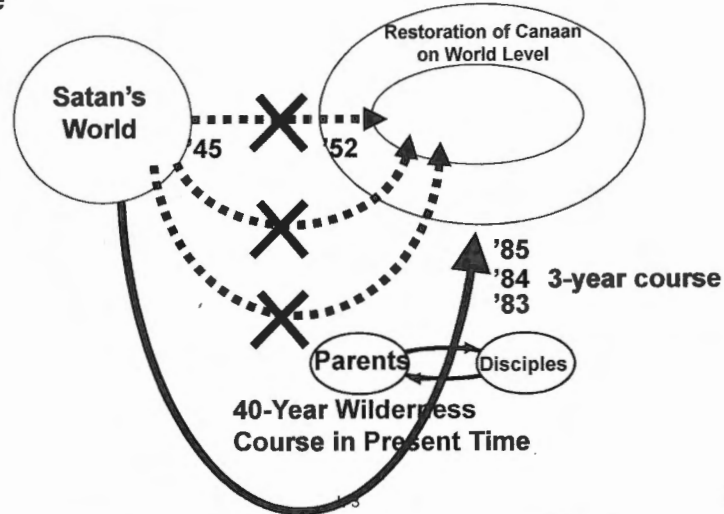 e
Restoration of Canaan
on World Level
Satan's
World
'45
'52
'85
'84 3-year course
'83
Parents
Disciples
40-Year Wilderness
Course in Present Time